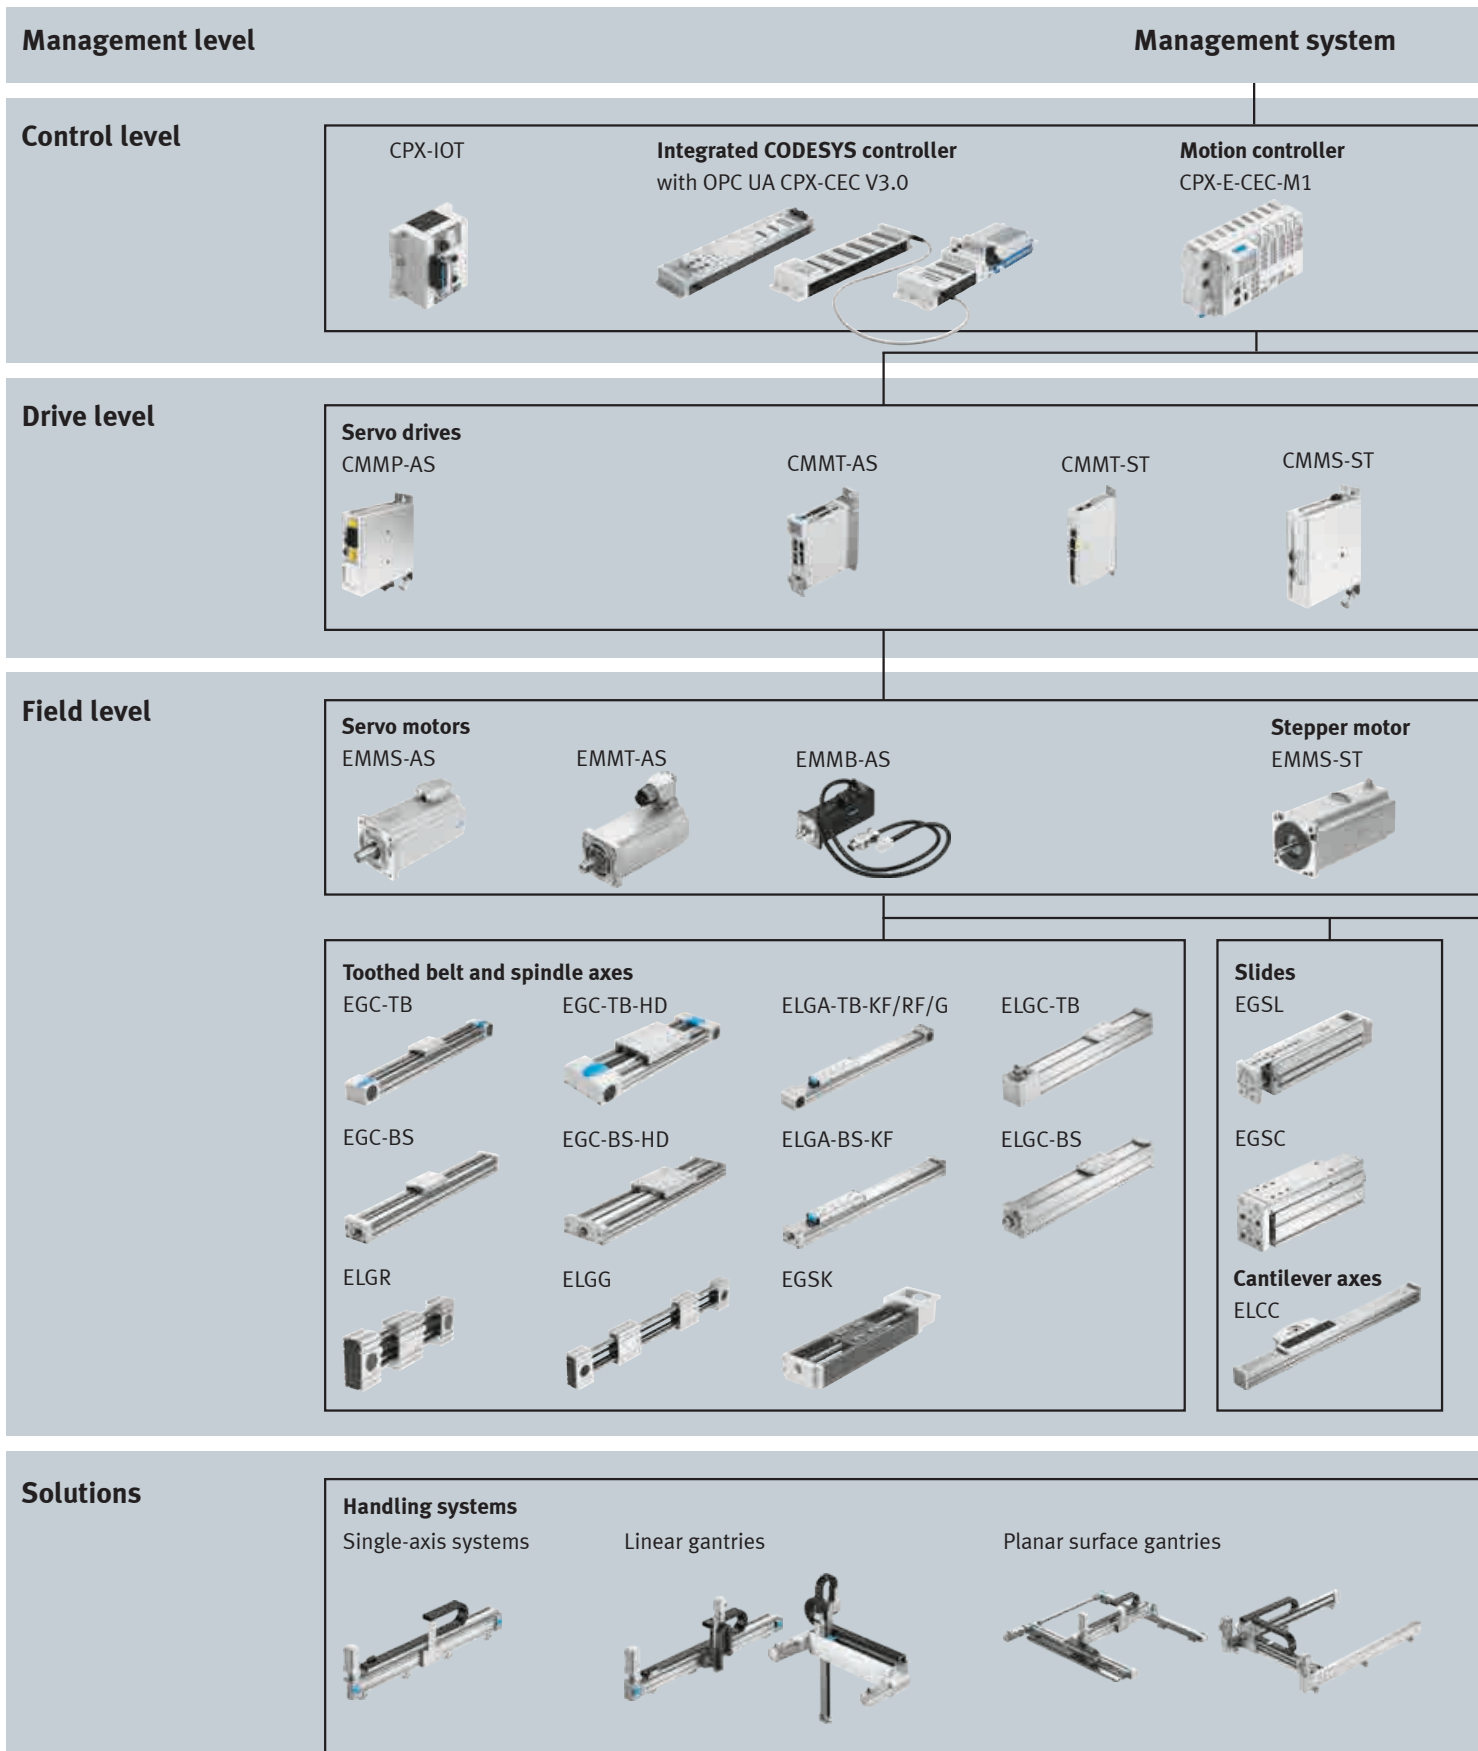 Management level
Management system
Control level
CPX-IOT
Integrated CODESYS controller
with OPC UA CPX-CEC V3.0
Motion controller
CPX-E-CEC-M1
Drive level
Servo drives
CMMP-AS
CMMT-AS
CMMT-ST
CMMS-ST
Field level
Servo motors
EMMS-AS
EMMT-AS
EMMB-AS
Stepper motor
EMMS-ST
Toothed belt and spindle axes
EGC-TB
EGC-TB-HD
ELGA-TB-KF/RF/G
ELGC-TB
EGC-BS
EGC-BS-HD
ELGA-BS-KF
ELGC-BS
ELGR
ELGG
EGSK
Slides
EGSL
EGSC
Cantilever axes
ELCC
Solutions
Handling systems
Single-axis systems
Linear gantries
Planar surface gantries